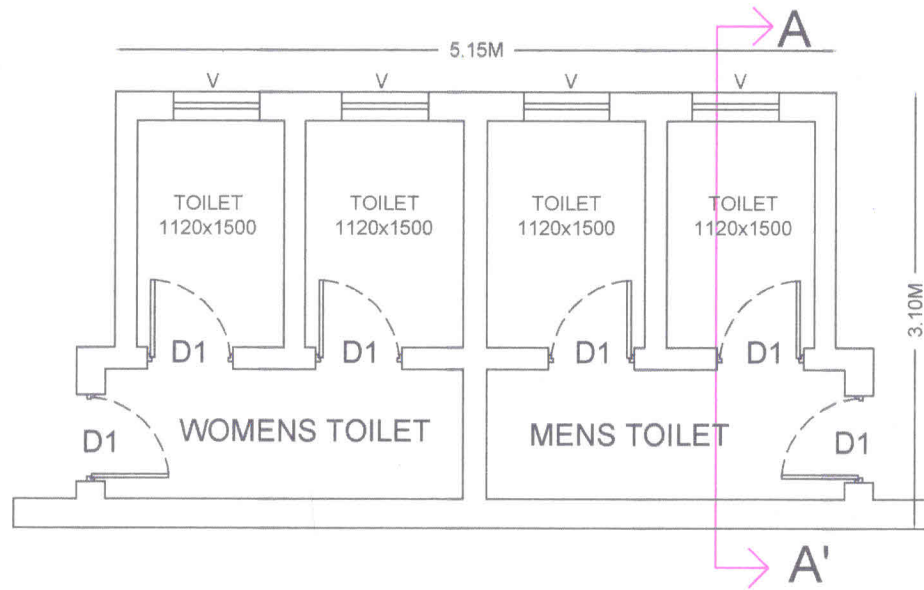 A
5.15M
V
V
V
V
TOILET
1120x1500
TOILET
1120x1500
TOILET
1120x1500
TOILET
1120x1500
3.10M
D1
D1
D1
D1
WOMENS TOILET
MENS TOILET
D1
D1
A'